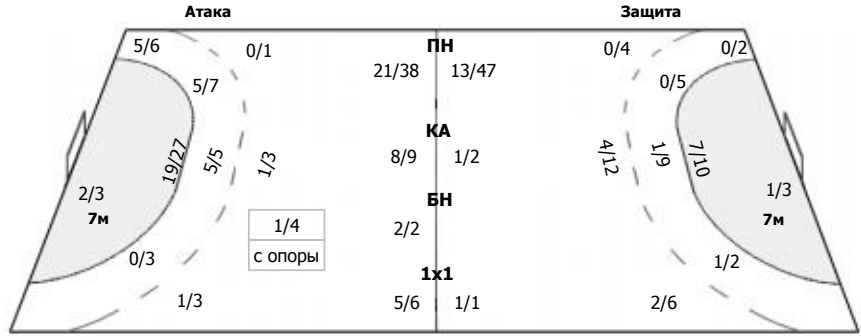 Атака Защита
5/6 0/1 ПН 0/4 0/2
21/38 13/47
5/7 0/5
КА
19/27 5/5 1/3 8/9 1/2 4/12 1/9 7/10
2/3 1/3
7м 7м
БН
1/4 2/2
с опоры
0/3 1/2
1x1
1/3 5/6 1/1 2/6